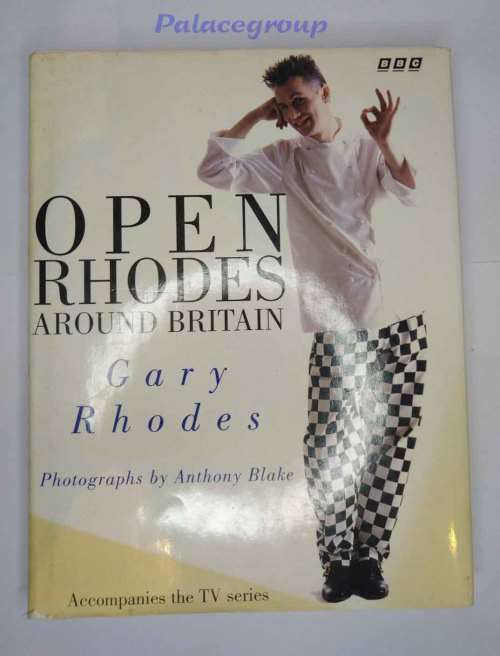 Palacegroup
BBC
OPEN
RHODES
AROUND BRITAIN
Gary
Rhodes
Photographs by Anthony Blake
Accompanies the TV series